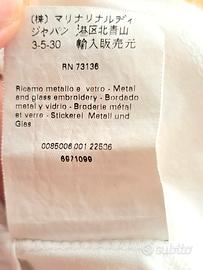 (株) マリナリナルディ
ジャパン 港区北青山
3-5-30 輸入販売元
RN 73136
Ricamo metallo e vetro - Metal
and glass embroidery - Bordado
metal y vidrio - Broderie métal
et verre - Stickerei Metall und
Glas
0085006 001 22506
6971099
subito